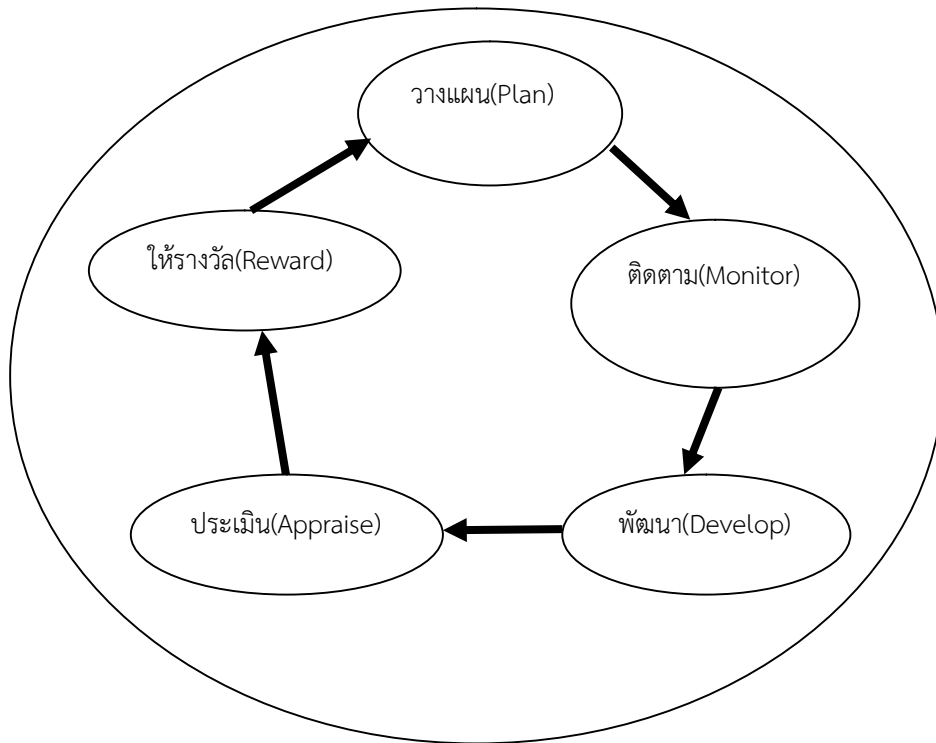 วางแผน(Plan)
ติดตาม(Monitor)
พัฒนา(Develop)
ประเมิน(Appraise)
ให้รางวัล(Reward)